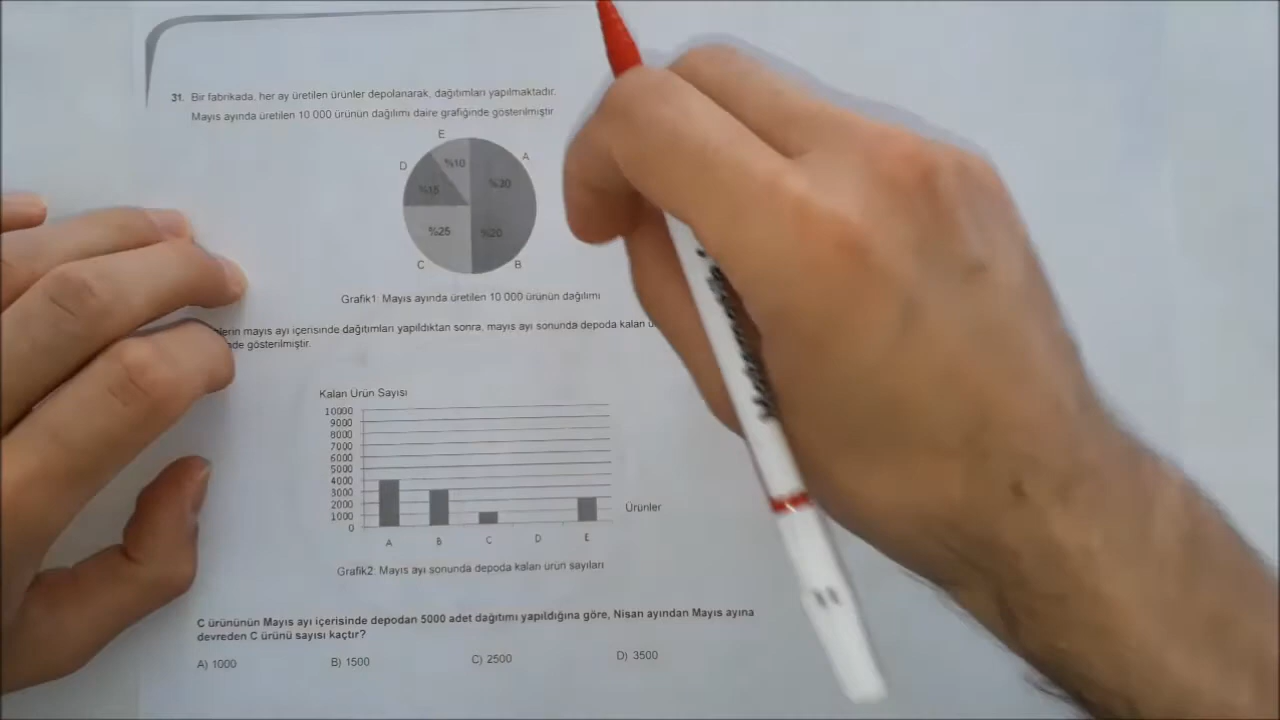 31. Bir fabrikada, her ay üretilen ürünler depolanarak, dağıtımları yapılmaktadır.
Mayıs ayında üretilen 10 000 ürünün dağılımı daire grafiğinde gösterilmiştir
E
D
A
%10
%30
%15
%25
%20
C
B
Grafik1: Mayıs ayında üretilen 10 000 ürünün dağılımı
mayıs ayı içerisinde dağıtımları yapıldıktan sonra, mayıs ayı sonunda depoda kalan
gösterilmiştir.
Kalan Ürün Sayısı
10000
9000
8000
7000
6000
5000
4000
3000
2000
1000
0
Ürünler
A B C D E
Grafik2: Mayıs ayı sonunda depoda kalan ürün sayıları
C ürününün Mayıs ayı içerisinde depodan 5000 adet dağıtımı yapıldığına göre, Nisan ayından Mayıs ayına
devreden C ürünü sayısı kaçtır?
A) 1000 B) 1500 C) 2500 D) 3500